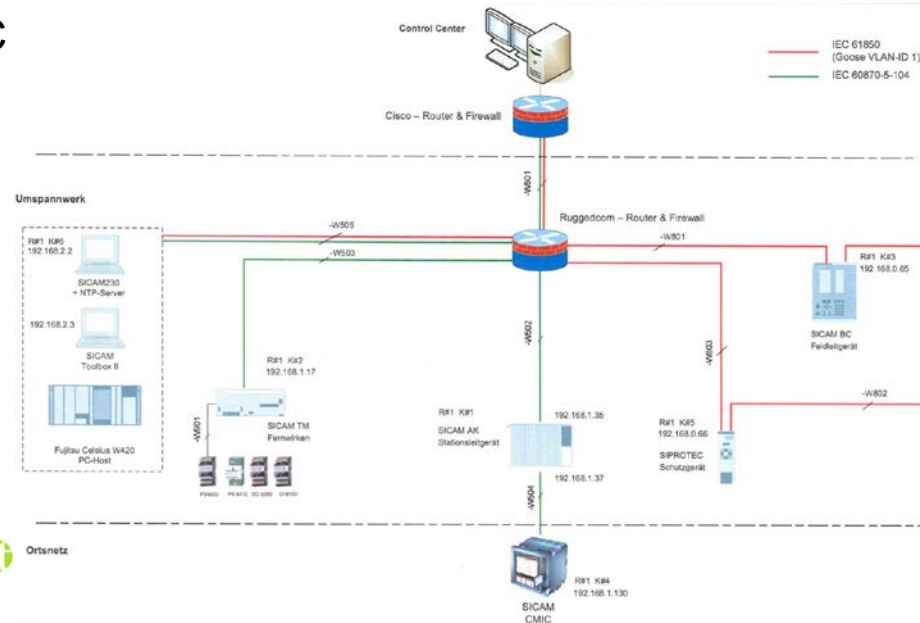 C
Control Center
IEC 61850
(Goose VLAN-ID 1)
IEC 60870-5-104
Cisco – Router & Firewall
-W501
Umspannwerk
Ruggedcom – Router & Firewall
-W505
-W503
-W801
R#1 K#6
192.168.2.2
SICAM230
+ NTP-Server
192.168.2.3
SICAM
Toolbox II
Fujitsu Celsius W420
PC-Host
R#1 K#2
192.168.1.17
SICAM TM
Fernwirken
-W901
-W502
R#1 K#1
SICAM AK
Stationsleitgerät
192.168.1.35
192.168.1.37
-W504
R#1 K#3
192.168.0.65
SICAM BC
Feldleitgerät
-W803
-W802
R#1 K#5
192.168.0.66
SIPROTEC
Schutzgerät
Ortsnetz
R#1 K#4
192.168.1.130
SICAM
CMIC